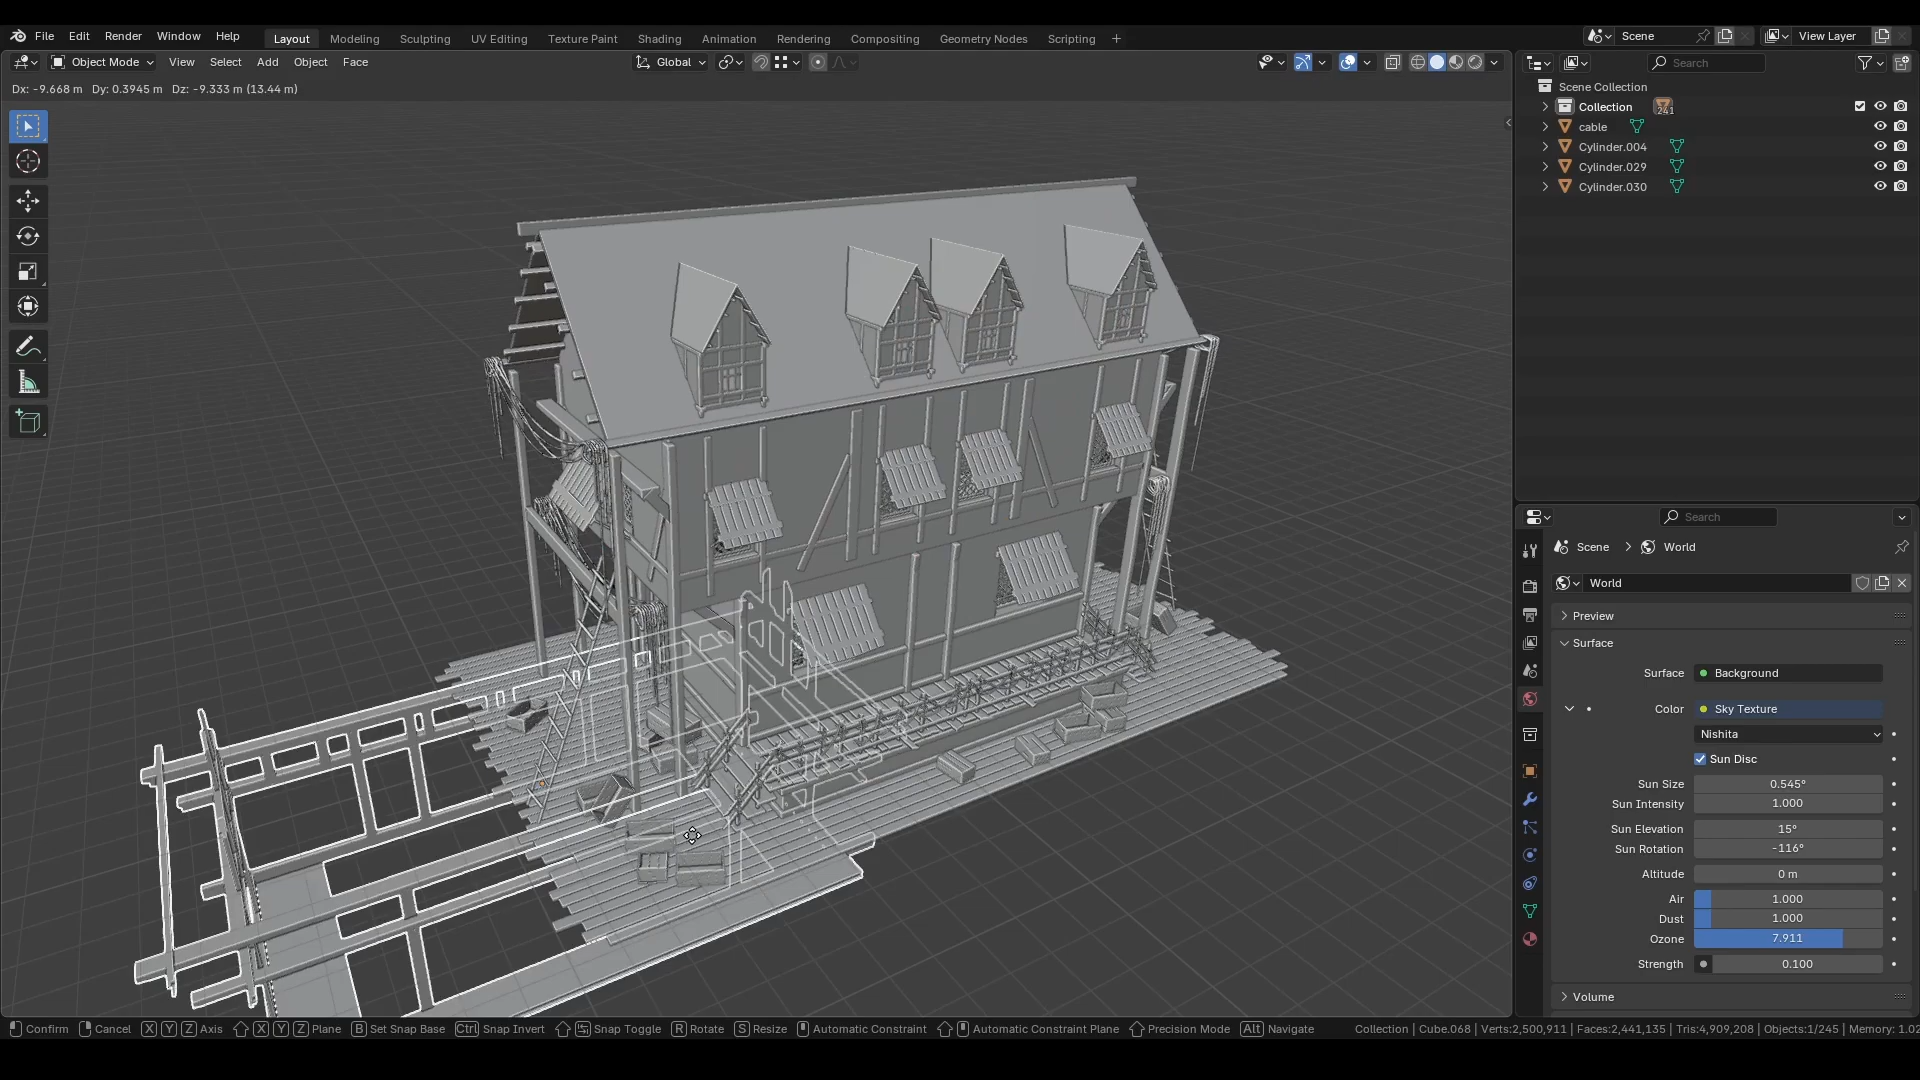 File Edit Render Window Help Layout Modeling Sculpting UV Editing Texture Paint Shading Animation Rendering Compositing Geometry Nodes Scripting + Scene View Layer
Object Mode View Select Add Object Face Global Search
Dx: -9.668 m Dy: 0.3945 m Dz: -9.333 m (13.44 m)
Scene Collection
Collection 241
cable
Cylinder.004
Cylinder.029
Cylinder.030
Search
Scene > World
World
Preview
Surface
Surface Background
Color Sky Texture
Nishita
Sun Disc
Sun Size 0.545°
Sun Intensity 1.000
Sun Elevation 15°
Sun Rotation -116°
Altitude 0 m
Air 1.000
Dust 1.000
Ozone 7.911
Strength 0.100
Volume
Confirm Cancel X Y Z Axis X Y Z Plane B Set Snap Base Ctrl Snap Invert Snap Toggle R Rotate S Resize Automatic Constraint Automatic Constraint Plane Precision Mode Alt Navigate Collection | Cube.068 | Verts:2,500,911 | Faces:2,441,135 | Tris:4,909,208 | Objects:1/245 | Memory: 1.02